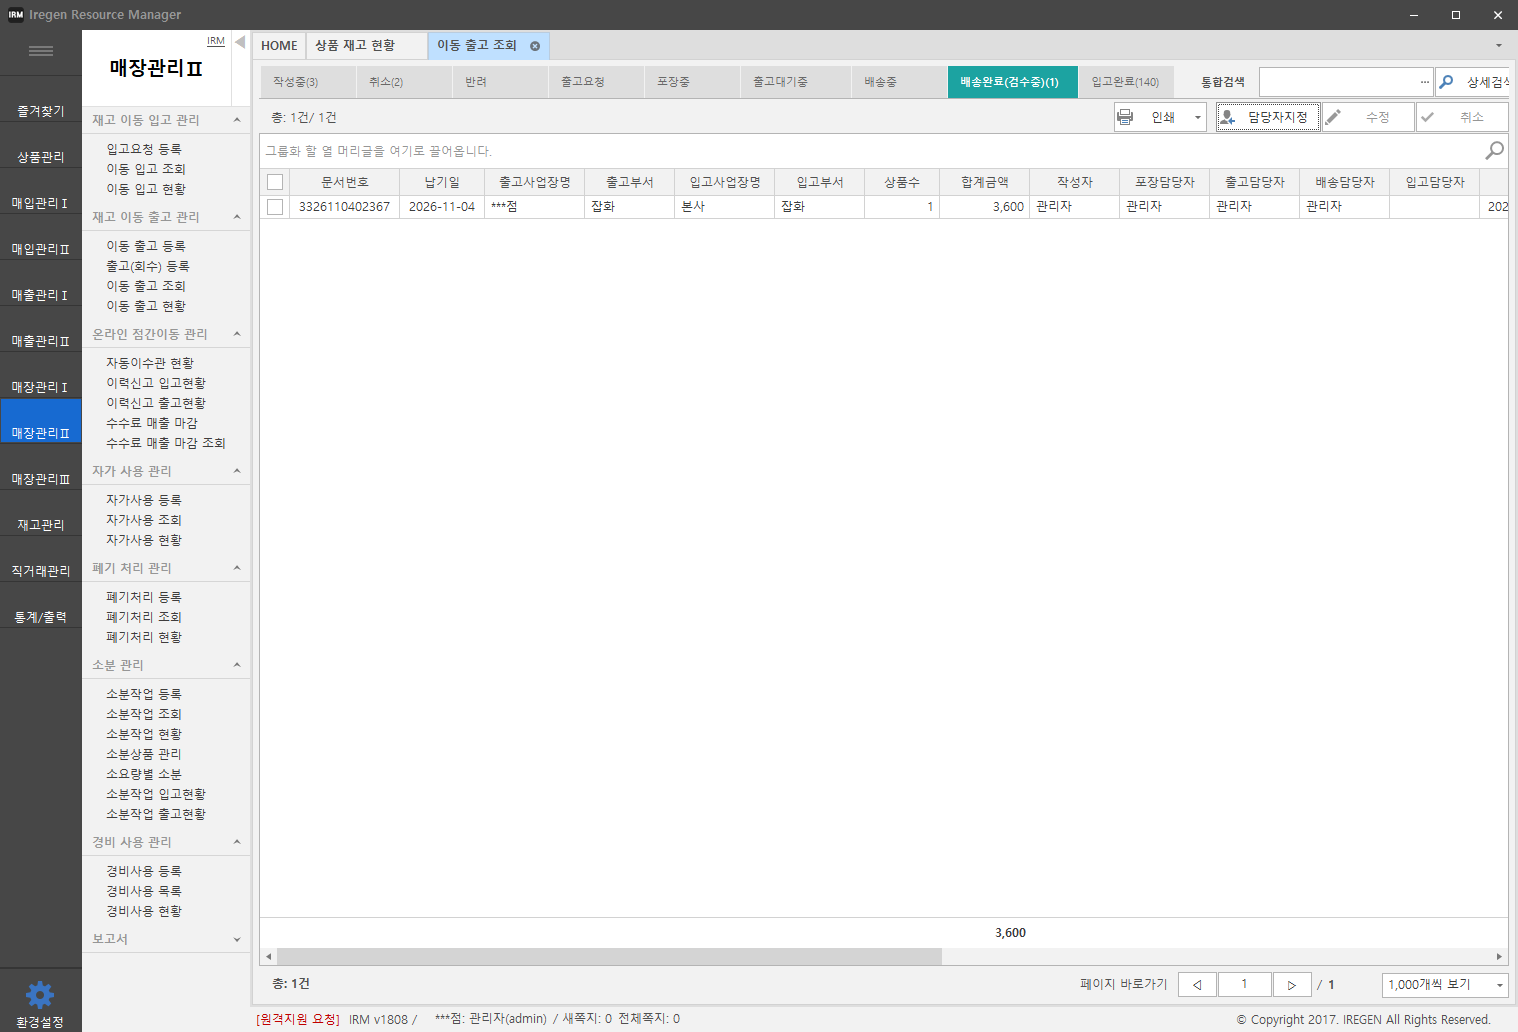 IRM Iregen Resource Manager
즐겨찾기
상품관리
매입관리Ⅰ
매입관리Ⅱ
매출관리Ⅰ
매출관리Ⅱ
매장관리Ⅰ
매장관리Ⅱ
매장관리Ⅲ
재고관리
직거래관리
통계/출력
환경설정
IRM
매장관리Ⅱ
재고 이동 입고 관리
입고요청 등록
이동 입고 조회
이동 입고 현황
재고 이동 출고 관리
이동 출고 등록
출고(회수) 등록
이동 출고 조회
이동 출고 현황
온라인 점간이동 관리
자동이수관 현황
이력신고 입고현황
이력신고 출고현황
수수료 매출 마감
수수료 매출 마감 조회
자가 사용 관리
자가사용 등록
자가사용 조회
자가사용 현황
폐기 처리 관리
폐기처리 등록
폐기처리 조회
폐기처리 현황
소분 관리
소분작업 등록
소분작업 조회
소분작업 현황
소분상품 관리
소요량별 소분
소분작업 입고현황
소분작업 출고현황
경비 사용 관리
경비사용 등록
경비사용 목록
경비사용 현황
보고서
HOME 상품 재고 현황 이동 출고 조회
작성중(3) 취소(2) 반려 출고요청 포장중 출고대기중 배송중 배송완료(검수중)(1) 입고완료(140) 통합검색 ... 상세검색
총: 1건/ 1건 인쇄 담당자지정 수정 취소
그룹화 할 열 머리글을 여기로 끌어옵니다.
문서번호 납기일 출고사업장명 출고부서 입고사업장명 입고부서 상품수 합계금액 작성자 포장담당자 출고담당자 배송담당자 입고담당자
3326110402367 2026-11-04 ***점 잡화 본사 잡화 1 3,600 관리자 관리자 관리자 관리자 202
3,600
총: 1건 페이지 바로가기 1 / 1 1,000개씩 보기
[원격지원 요청] IRM v1808 / ***점: 관리자(admin) / 새쪽지: 0 전체쪽지: 0 © Copyright 2017. IREGEN All Rights Reserved.